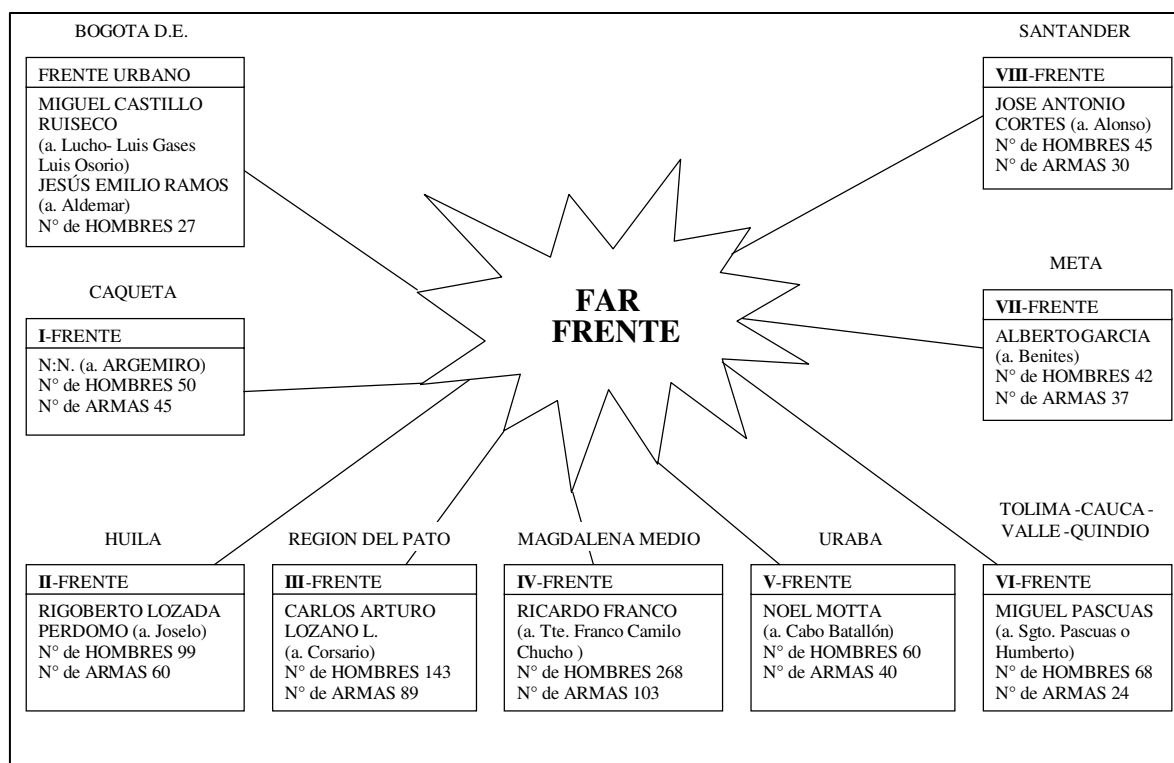 BOGOTA D.E.
FRENTE URBANO
MIGUEL CASTILLO
RUISECO
(a. Lucho- Luis Gases
Luis Osorio)
JESÚS EMILIO RAMOS
(a. Aldemar)
N° de HOMBRES 27
SANTANDER
VIII-FRENTE
JOSE ANTONIO
CORTES (a. Alonso)
N° de HOMBRES 45
N° de ARMAS 30
FAR
FRENTE
CAQUETA
I-FRENTE
N:N. (a. ARGEMIRO)
N° de HOMBRES 50
N° de ARMAS 45
META
VII-FRENTE
ALBERTOGARCIA
(a. Benites)
N° de HOMBRES 42
N° de ARMAS 37
HUILA
II-FRENTE
RIGOBERTO LOZADA
PERDOMO (a. Joselo)
N° de HOMBRES 99
N° de ARMAS 60
REGION DEL PATO
III-FRENTE
CARLOS ARTURO
LOZANO L.
(a. Corsario)
N° de HOMBRES 143
N° de ARMAS 89
MAGDALENA MEDIO
IV-FRENTE
RICARDO FRANCO
(a. Tte. Franco Camilo
Chucho )
N° de HOMBRES 268
N° de ARMAS 103
URABA
V-FRENTE
NOEL MOTTA
(a. Cabo Batallón)
N° de HOMBRES 60
N° de ARMAS 40
TOLIMA -CAUCA -
VALLE -QUINDIO
VI-FRENTE
MIGUEL PASCUAS
(a. Sgto. Pascuas o
Humberto)
N° de HOMBRES 68
N° de ARMAS 24